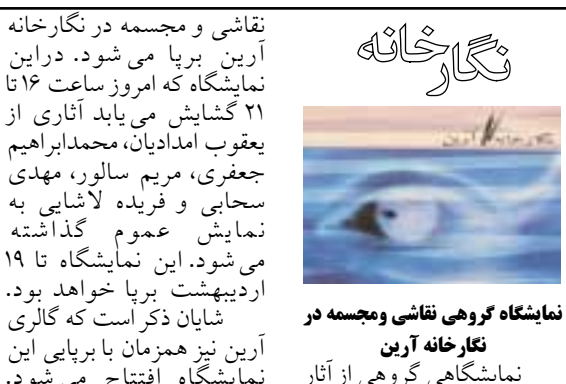 نگارخانه
نگارخانه آرین
نمایشگاه گروهی نقاشی ومجسمه در
نگارخانه آرین
نمایشگاهی گروهی از آثار
نقاشی و مجسمه در نگارخانه
آرین برپا می‌شود. دراین
نمایشگاه که امروز ساعت ۱۶ تا
۲۱ گشایش می‌یابد آثاری از
یعقوب امدادیان، محمدابراهیم
جعفری، مریم سالور، مهدی
سحابی و فریده لاشایی به
نمایش عموم گذاشته
می‌شود. این نمایشگاه تا ۱۹
اردیبهشت برپا خواهد بود.
شایان ذکر است که گالری
آرین نیز همزمان با برپایی این
نمایشگاه افتتاح می‌شود.